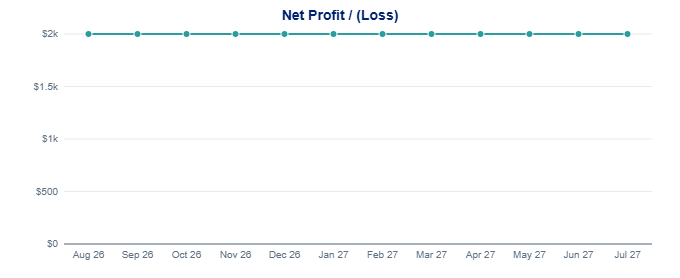 Net Profit / (Loss)
$2k
$1.5k
$1k
$500
$0
Aug 26 Sep 26 Oct 26 Nov 26 Dec 26 Jan 27 Feb 27 Mar 27 Apr 27 May 27 Jun 27 Jul 27